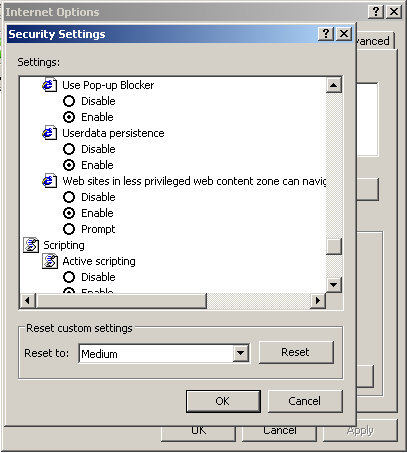 Internet Options
Security Settings
vanced
Settings:
Use Pop-up Blocker
Disable
Enable
Userdata persistence
Disable
Enable
Web sites in less privileged web content zone can navig
Disable
Enable
Prompt
Scripting
Active scripting
Disable
Enable
Reset custom settings
Reset to:
Medium
Reset
OK
Cancel
OK
Cancel
Apply